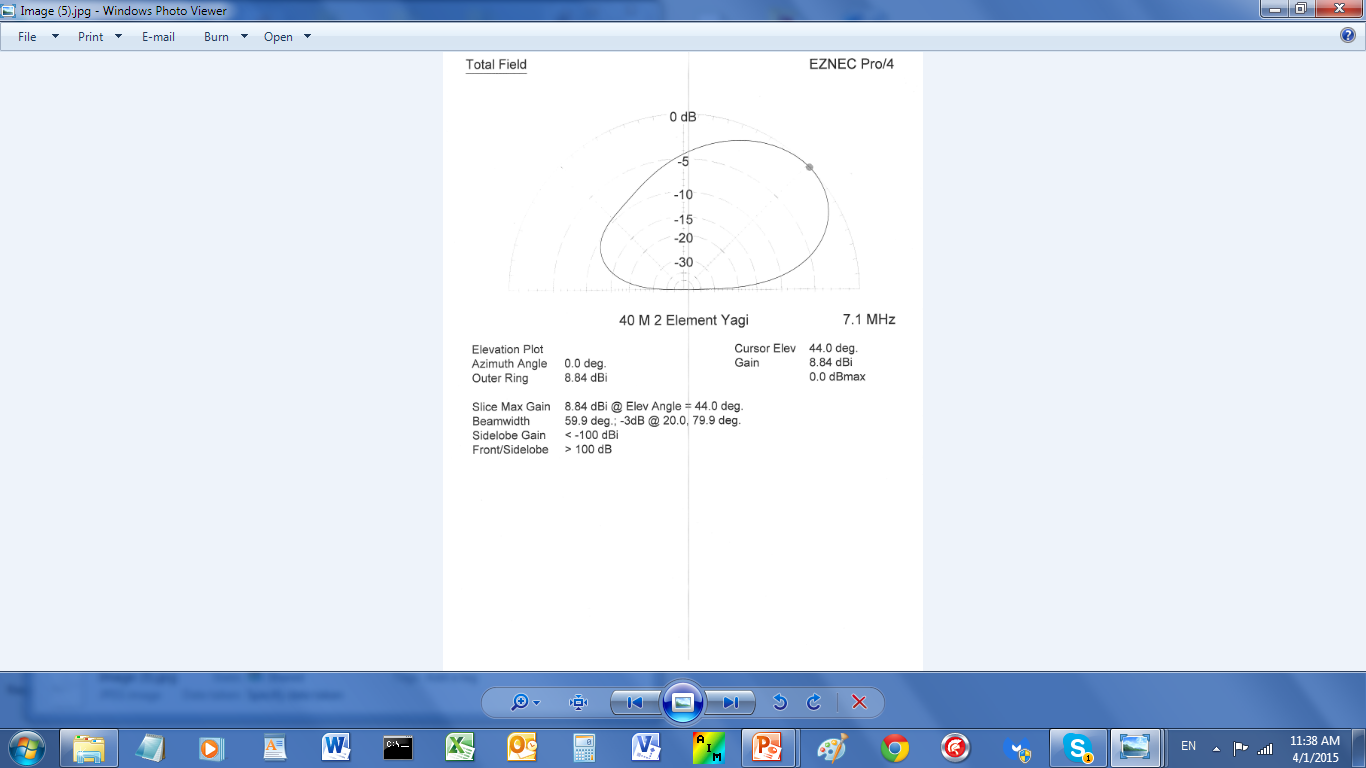 Image (5).jpg - Windows Photo Viewer
File Print E-mail Burn Open
Total Field EZNEC Pro/4
0 dB
-5
-10
-15
-20
-30
40 M 2 Element Yagi 7.1 MHz
Elevation Plot Cursor Elev 44.0 deg.
Azimuth Angle 0.0 deg. Gain 8.84 dBi
Outer Ring 8.84 dBi 0.0 dBmax
Slice Max Gain 8.84 dBi @ Elev Angle = 44.0 deg.
Beamwidth 59.9 deg.; -3dB @ 20.0, 79.9 deg.
Sidelobe Gain < -100 dBi
Front/Sidelobe > 100 dB
C:\_
A I M
1
EN 11:38 AM
4/1/2015